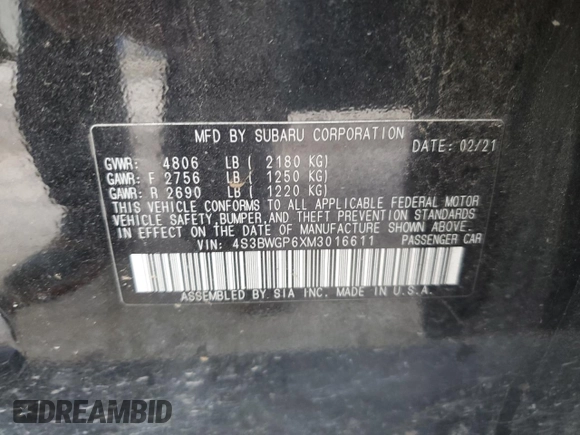 MFD BY SUBARU CORPORATION
DATE: 02/21
GVWR: 4806 LB ( 2180 KG)
GAWR: F 2756 LB ( 1250 KG)
GAWR: R 2690 LB ( 1220 KG)
THIS VEHICLE CONFORMS TO ALL APPLICABLE FEDERAL MOTOR
VEHICLE SAFETY, BUMPER, AND THEFT PREVENTION STANDARDS
IN EFFECT ON THE DATE OF MANUFACTURE SHOWN ABOVE.
VIN: 4S3BWGP6XM3016611 PASSENGER CAR
ASSEMBLED BY SIA INC. MADE IN U.S.A.
DREAMBID